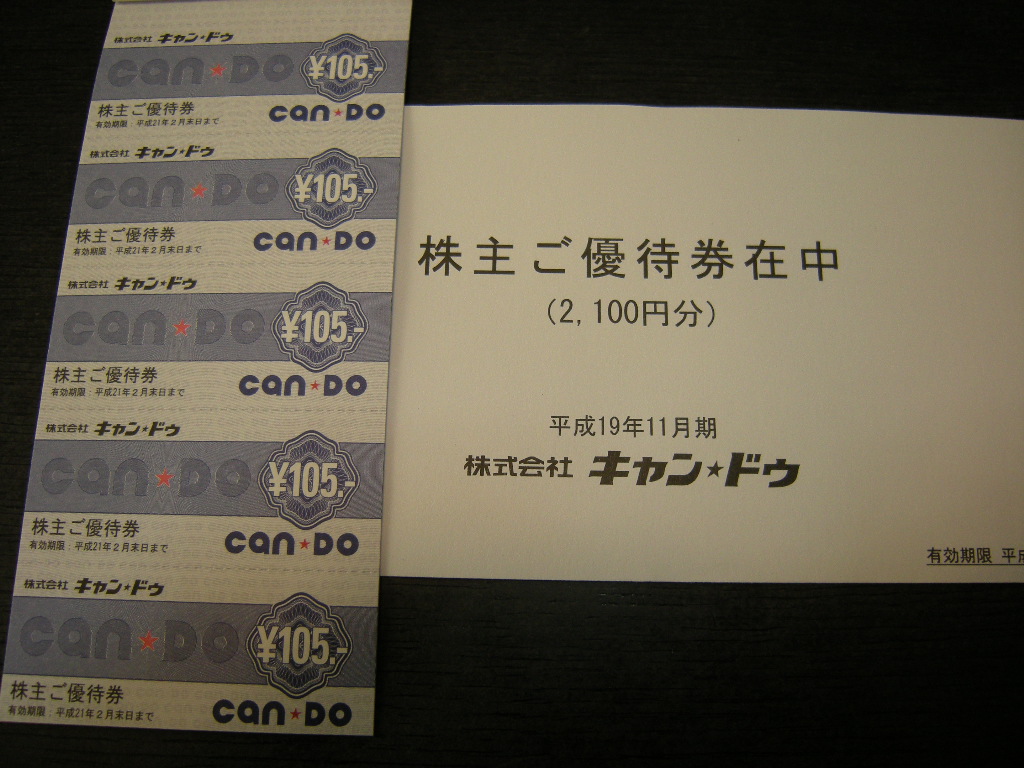 株式会社 キャン★ドゥ
can★DO ¥105.-
株主ご優待券
有効期限：平成21年2月末日まで
can★DO
株式会社 キャン★ドゥ
can★DO ¥105.-
株主ご優待券
有効期限：平成21年2月末日まで
can★DO
株式会社 キャン★ドゥ
can★DO ¥105.-
株主ご優待券
有効期限：平成21年2月末日まで
can★DO
株式会社 キャン★ドゥ
can★DO ¥105.-
株主ご優待券
有効期限：平成21年2月末日まで
can★DO
株式会社 キャン★ドゥ
can★DO ¥105.-
株主ご優待券
有効期限：平成21年2月末日まで
can★DO
株主ご優待券在中
(2,100円分)
平成19年11月期
株式会社 キャン★ドゥ
有効期限 平成